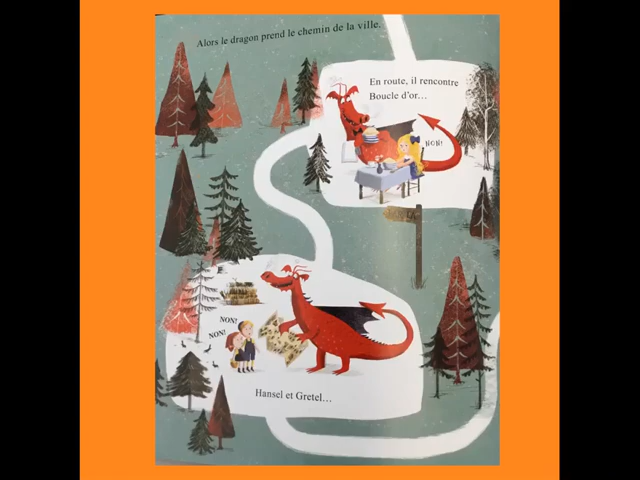 Alors le dragon prend le chemin de la ville.
En route, il rencontre
Boucle d'or...
NON!
NON!
NON!
Hansel et Gretel...